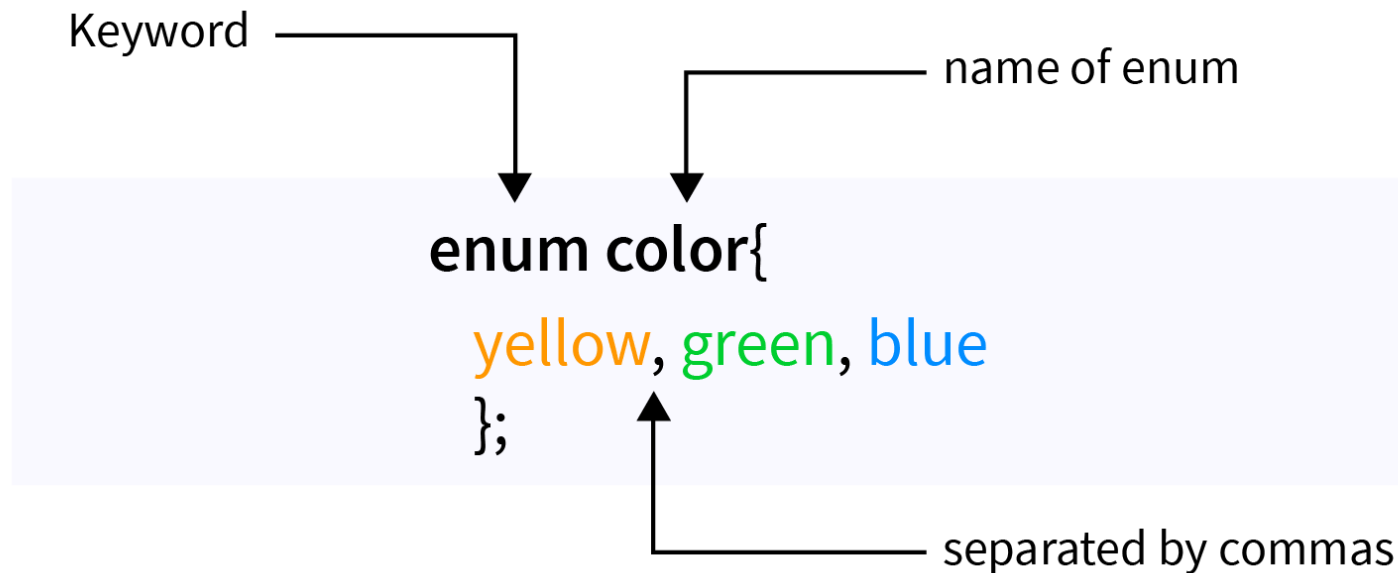 Keyword
name of enum
enum color{
yellow, green, blue
};
separated by commas